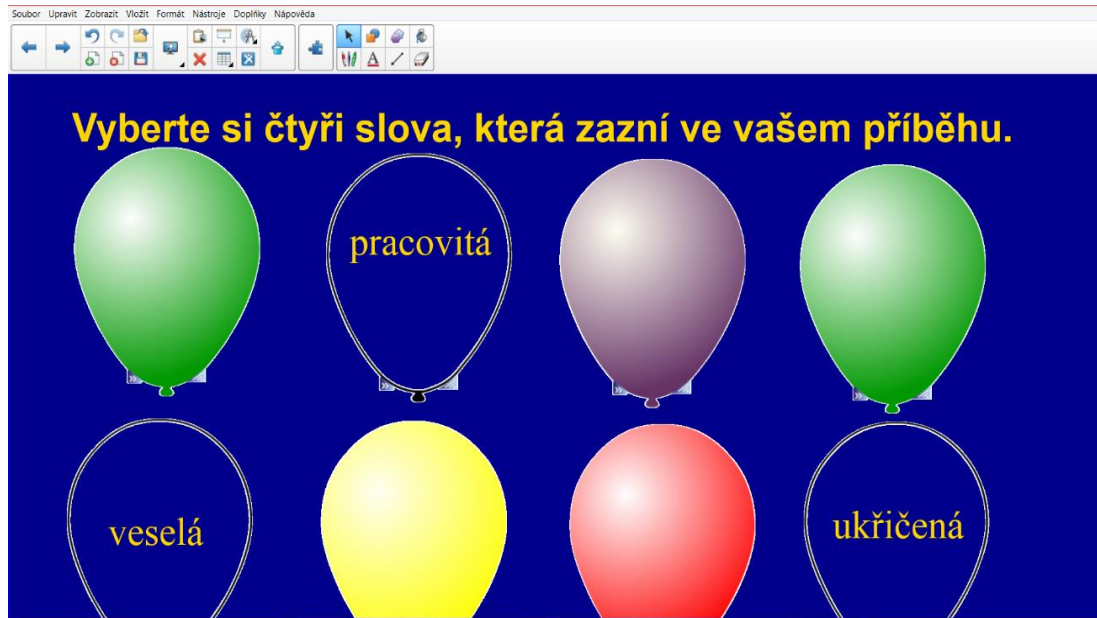 Soubor Upravit Zobrazit Vložit Formát Nástroje Doplňky Nápověda
Vyberte si čtyři slova, která zazní ve vašem příběhu.
pracovitá
veselá
ukřičená